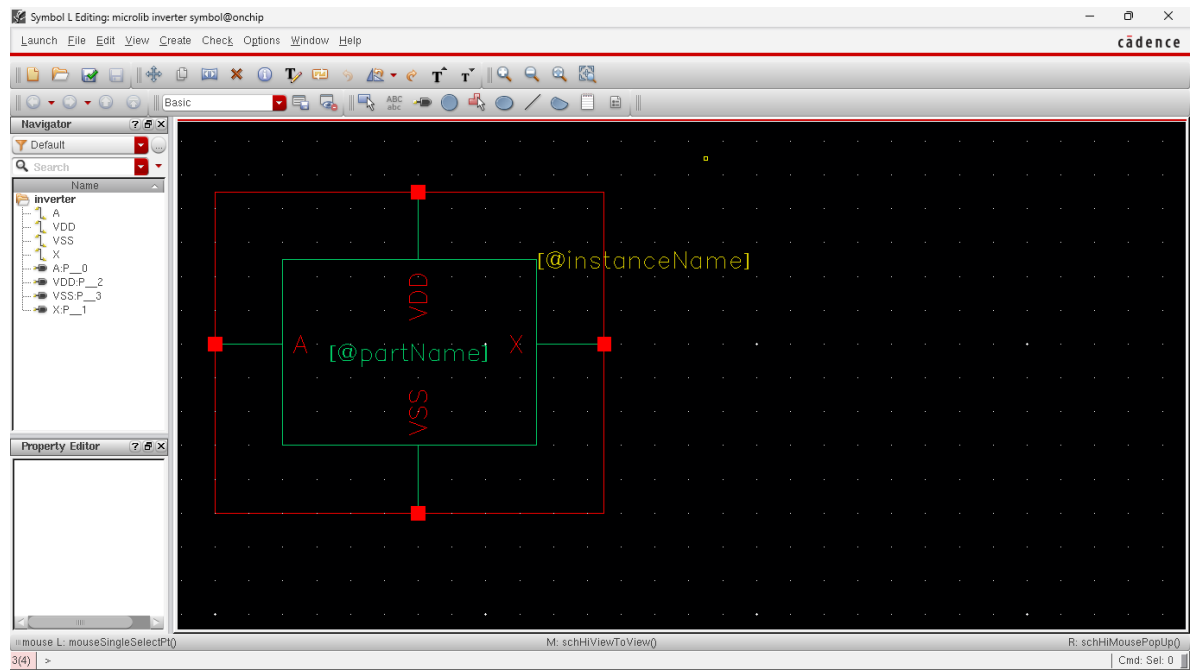 Symbol L Editing: microlib inverter symbol@onchip
Launch File Edit View Create Check Options Window Help
cādence
Basic
ABC
abc
Navigator
Default
Search
Name
inverter
A
VDD
VSS
X
A:P__0
VDD:P__2
VSS:P__3
X:P__1
Property Editor
[@instanceName]
VDD
A
[@partName]
X
VSS
mouse L: mouseSingleSelectPt()
M: schHiViewToView()
R: schHiMousePopUp()
3(4)
>
Cmd: Sel: 0